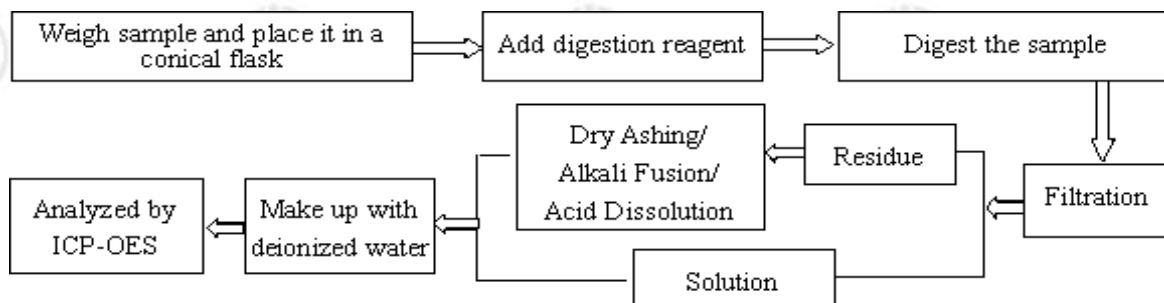 Weigh sample and place it in a
conical flask
Add digestion reagent
Digest the sample
Filtration
Residue
Dry Ashing/
Alkali Fusion/
Acid Dissolution
Solution
Make up with
deionized water
Analyzed by
ICP-OES